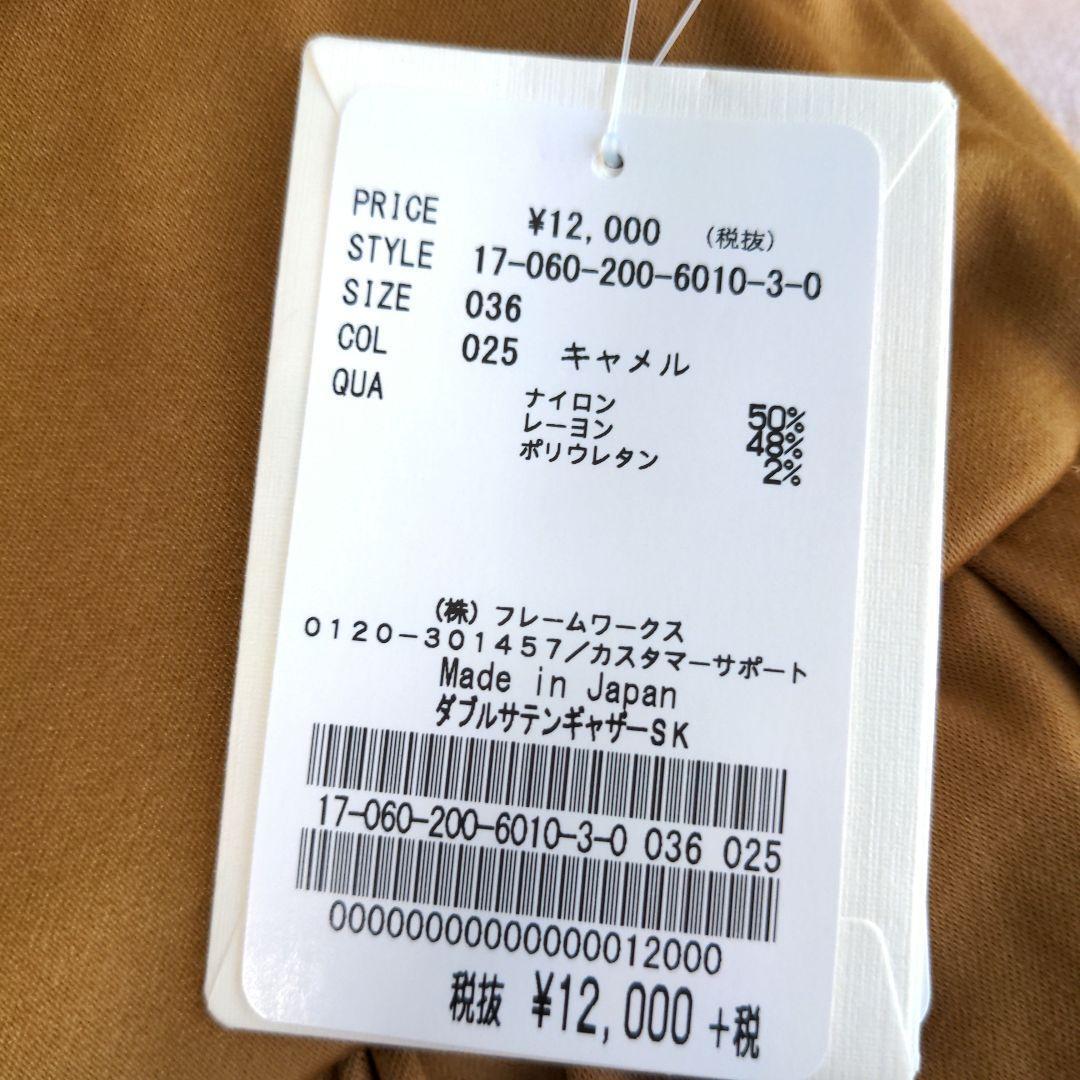 PRICE ¥12,000 (税抜)
STYLE 17-060-200-6010-3-0
SIZE 036
COL 025 キャメル
QUA
ナイロン 50%
レーヨン 48%
ポリウレタン 2%
(株) フレームワークス
0120-301457/カスタマーサポート
Made in Japan
ダブルサテンギャザーSK
17-060-200-6010-3-0 036 025
0000000000000012000
税抜 ¥12,000 +税